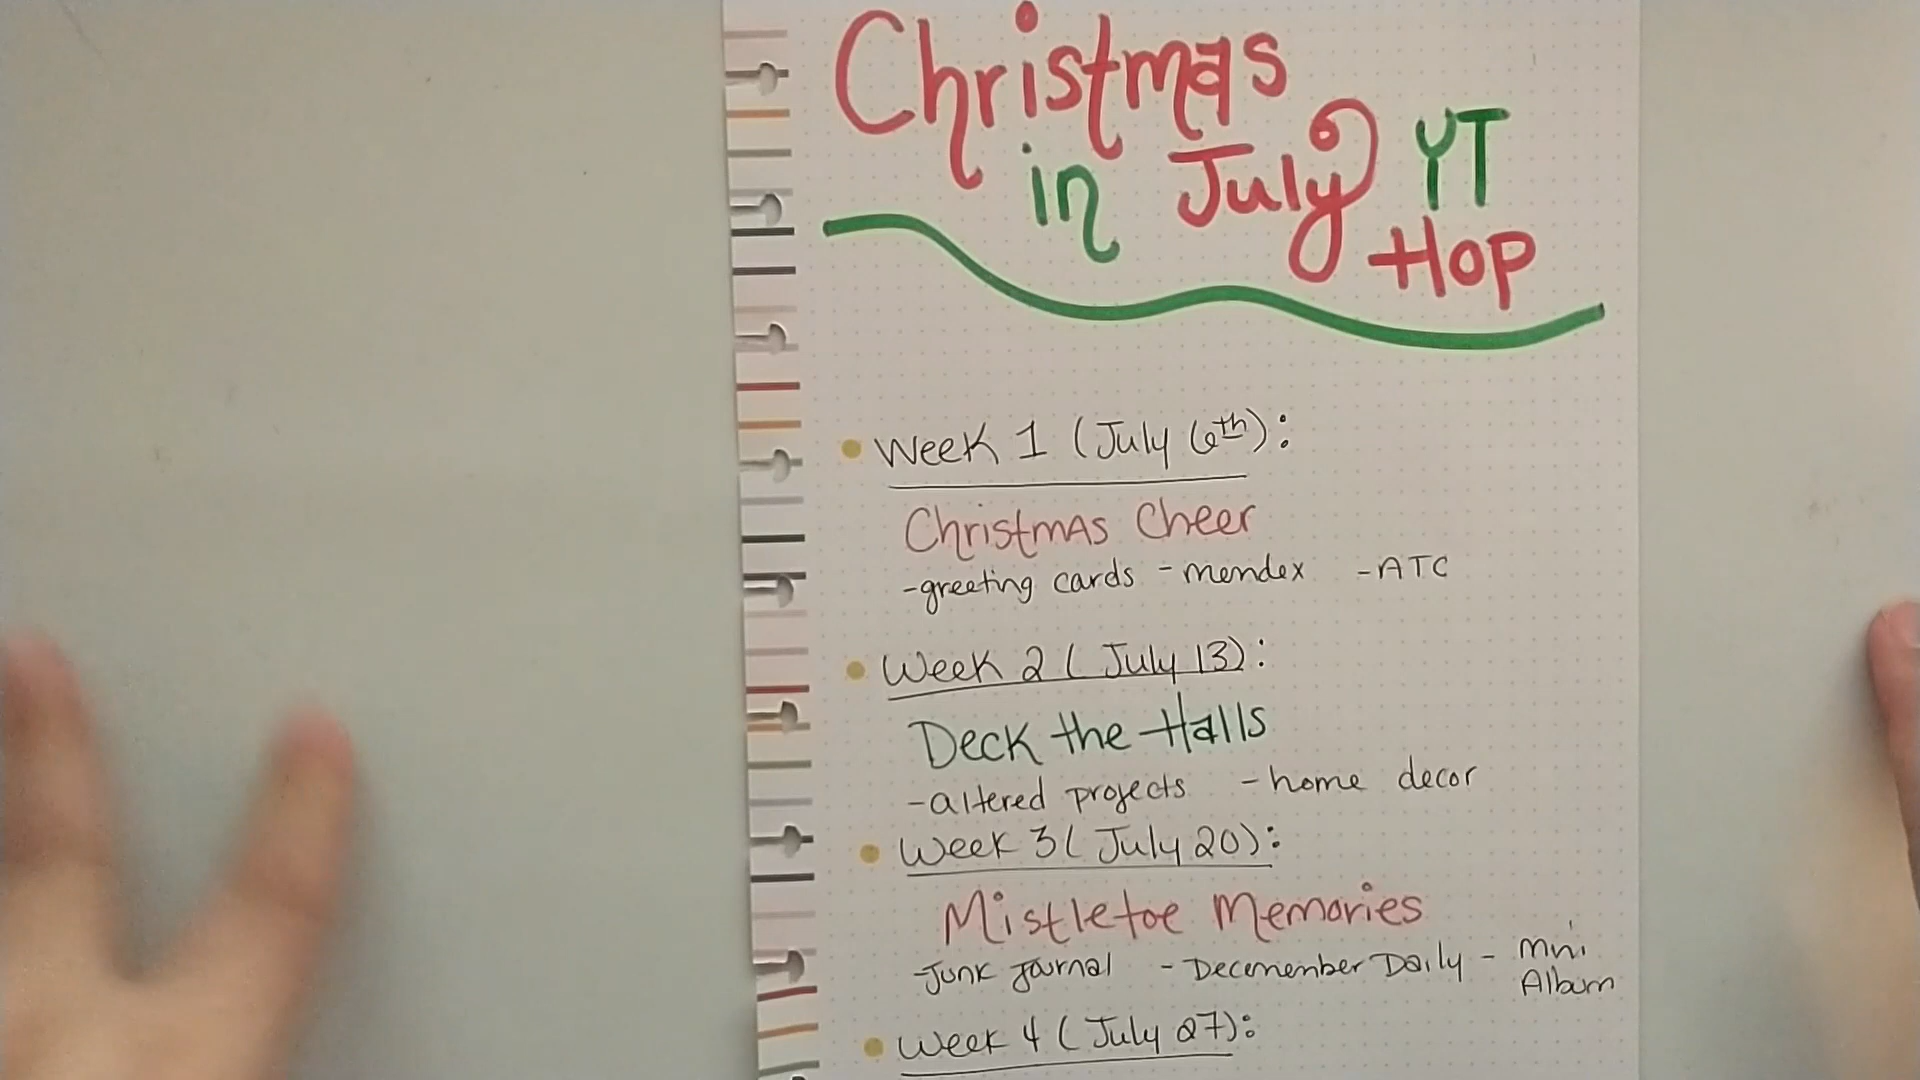 Christmas
in July YT
Hop
Week 1 (July 6th):
Christmas Cheer
-greeting cards -mendex -ATC
Week 2 (July 13):
Deck the Halls
-altered projects -home decor
Week 3 (July 20):
Mistletoe Memories
-Junk Journal - Decemember Daily - Mini
Album
Week 4 (July 27):